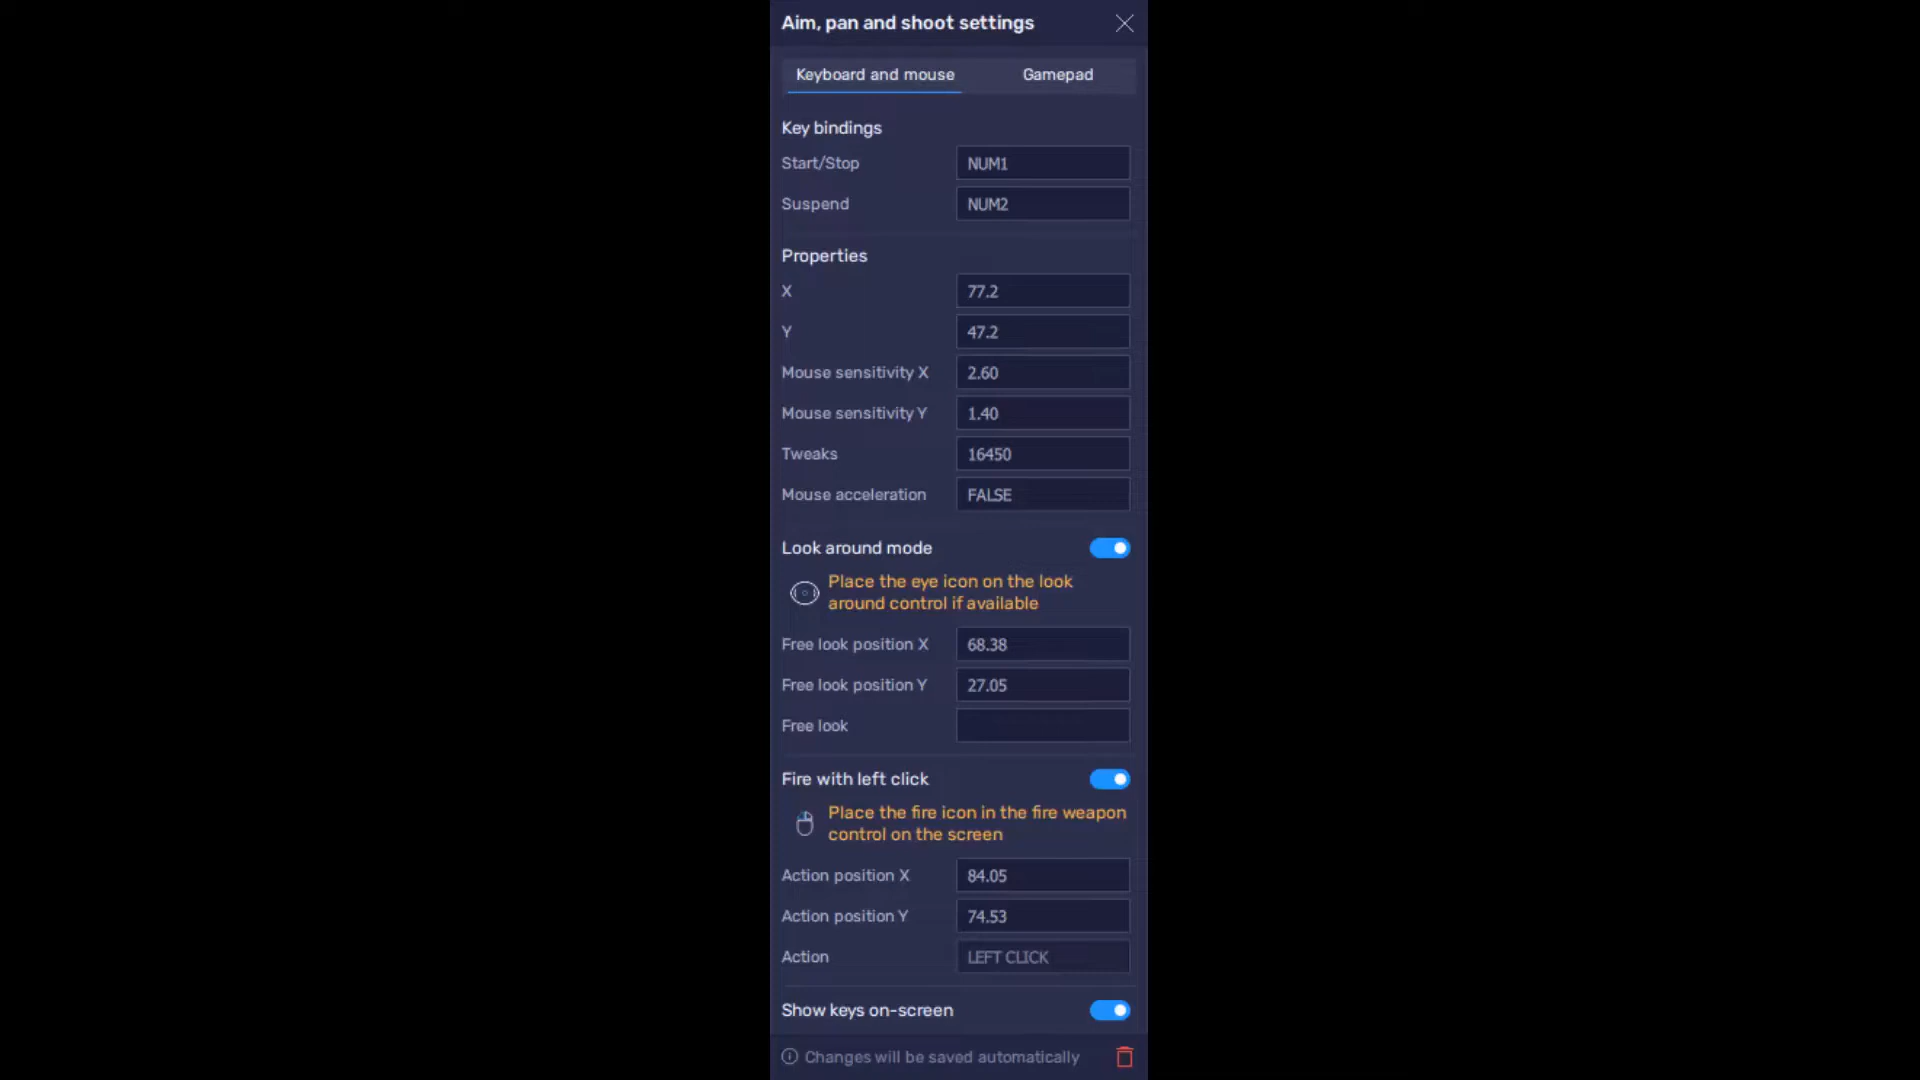 Aim, pan and shoot settings
Keyboard and mouse Gamepad
Key bindings
Start/Stop NUM1
Suspend NUM2
Properties
X 77.2
Y 47.2
Mouse sensitivity X 2.60
Mouse sensitivity Y 1.40
Tweaks 16450
Mouse acceleration FALSE
Look around mode
Place the eye icon on the look
around control if available
Free look position X 68.38
Free look position Y 27.05
Free look
Fire with left click
Place the fire icon in the fire weapon
control on the screen
Action position X 84.05
Action position Y 74.53
Action LEFT CLICK
Show keys on-screen
Changes will be saved automatically